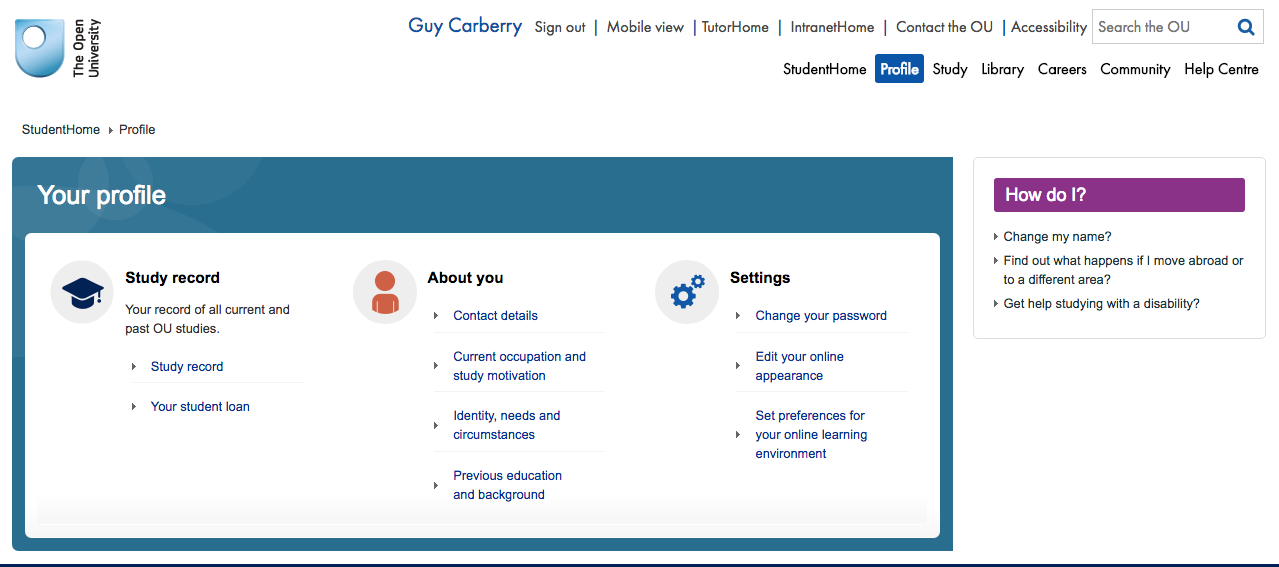 The Open
University
Guy Carberry Sign out | Mobile view | TutorHome | IntranetHome | Contact the OU | Accessibility Search the OU
StudentHome Profile Study Library Careers Community Help Centre
StudentHome Profile
Your profile
Study record
Your record of all current and
past OU studies.
Study record
Your student loan
About you
Contact details
Current occupation and
study motivation
Identity, needs and
circumstances
Previous education
and background
Settings
Change your password
Edit your online
appearance
Set preferences for
your online learning
environment
How do I?
Change my name?
Find out what happens if I move abroad or
to a different area?
Get help studying with a disability?